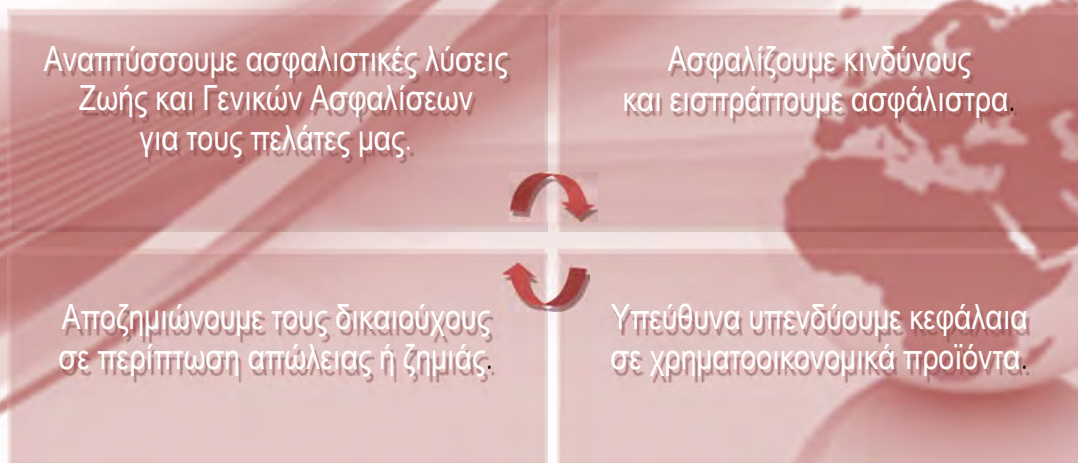 Αναπτύσσουμε ασφαλιστικές λύσεις
Ζωής και Γενικών Ασφαλίσεων
για τους πελάτες μας.
Ασφαλίζουμε κινδύνους
και εισπράττουμε ασφάλιστρα.
Αποζημιώνουμε τους δικαιούχους
σε περίπτωση απώλειας ή ζημιάς.
Υπεύθυνα υπενδύουμε κεφάλαια
σε χρηματοοικονομικά προϊόντα.